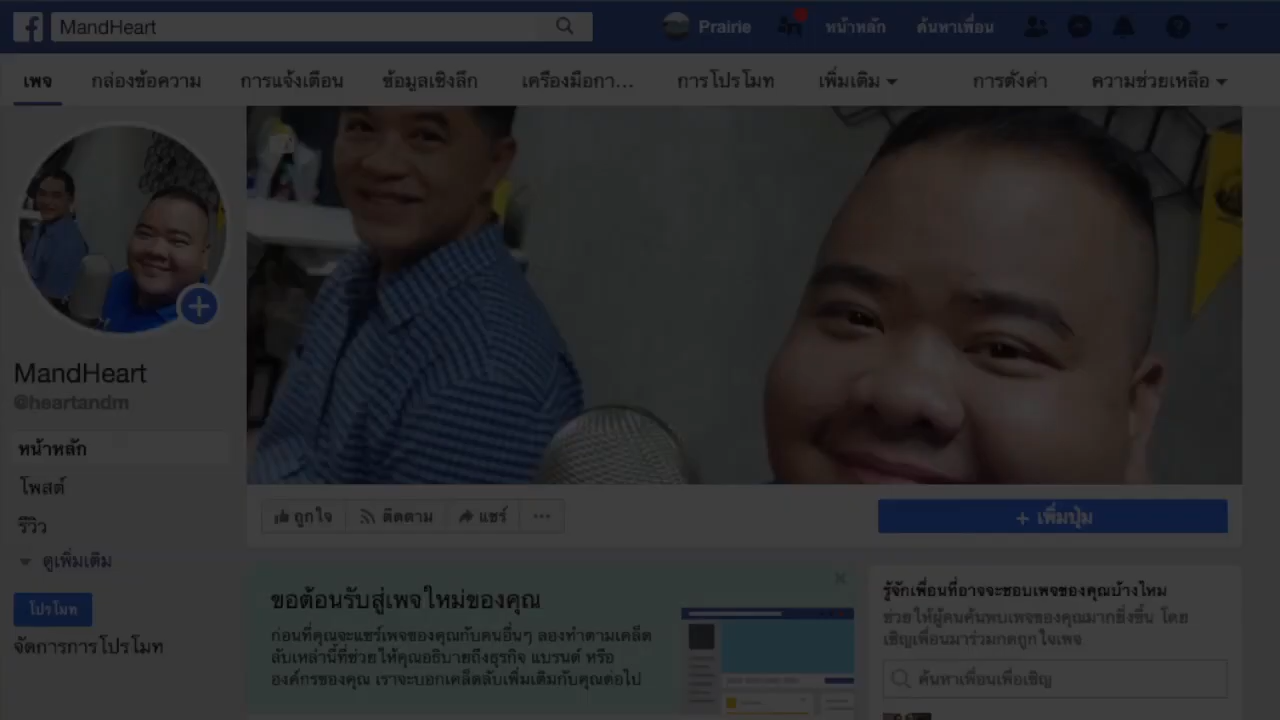 MandHeart
Prairie
หน้าหลัก
ค้นหาเพื่อน
เพจ
กล่องข้อความ
การแจ้งเตือน
ข้อมูลเชิงลึก
เครื่องมือกา...
การโปรโมท
เพิ่มเติม
การตั้งค่า
ความช่วยเหลือ
MandHeart
@heartandm
หน้าหลัก
โพสต์
รีวิว
ดูเพิ่มเติม
โปรโมท
จัดการการโปรโมท
ถูกใจ
ติดตาม
แชร์
...
+ เพิ่มปุ่ม
ขอต้อนรับสู่เพจใหม่ของคุณ
ก่อนที่คุณจะแชร์เพจของคุณกับคนอื่นๆ ลองทำตามเคล็ด
ลับเหล่านี้ที่ช่วยให้คุณอธิบายถึงธุรกิจ แบรนด์ หรือ
องค์กรของคุณ เราจะบอกเคล็ดลับเพิ่มเติมกับคุณต่อไป
รู้จักเพื่อนที่อาจจะชอบเพจของคุณบ้างไหม
ช่วยให้ผู้คนค้นพบเพจของคุณมากยิ่งขึ้น โดย
เชิญเพื่อนมาร่วมกดถูกใจเพจ
ค้นหาเพื่อนเพื่อเชิญ